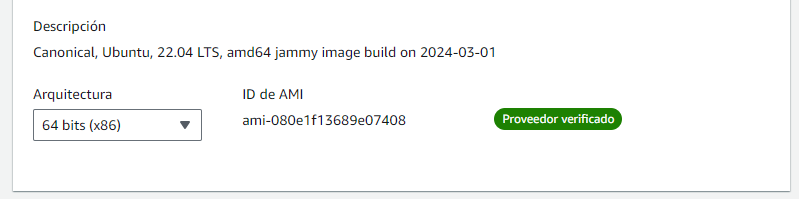 Descripción
Canonical, Ubuntu, 22.04 LTS, amd64 jammy image build on 2024-03-01
Arquitectura
64 bits (x86)
ID de AMI
ami-080e1f13689e07408
Proveedor verificado